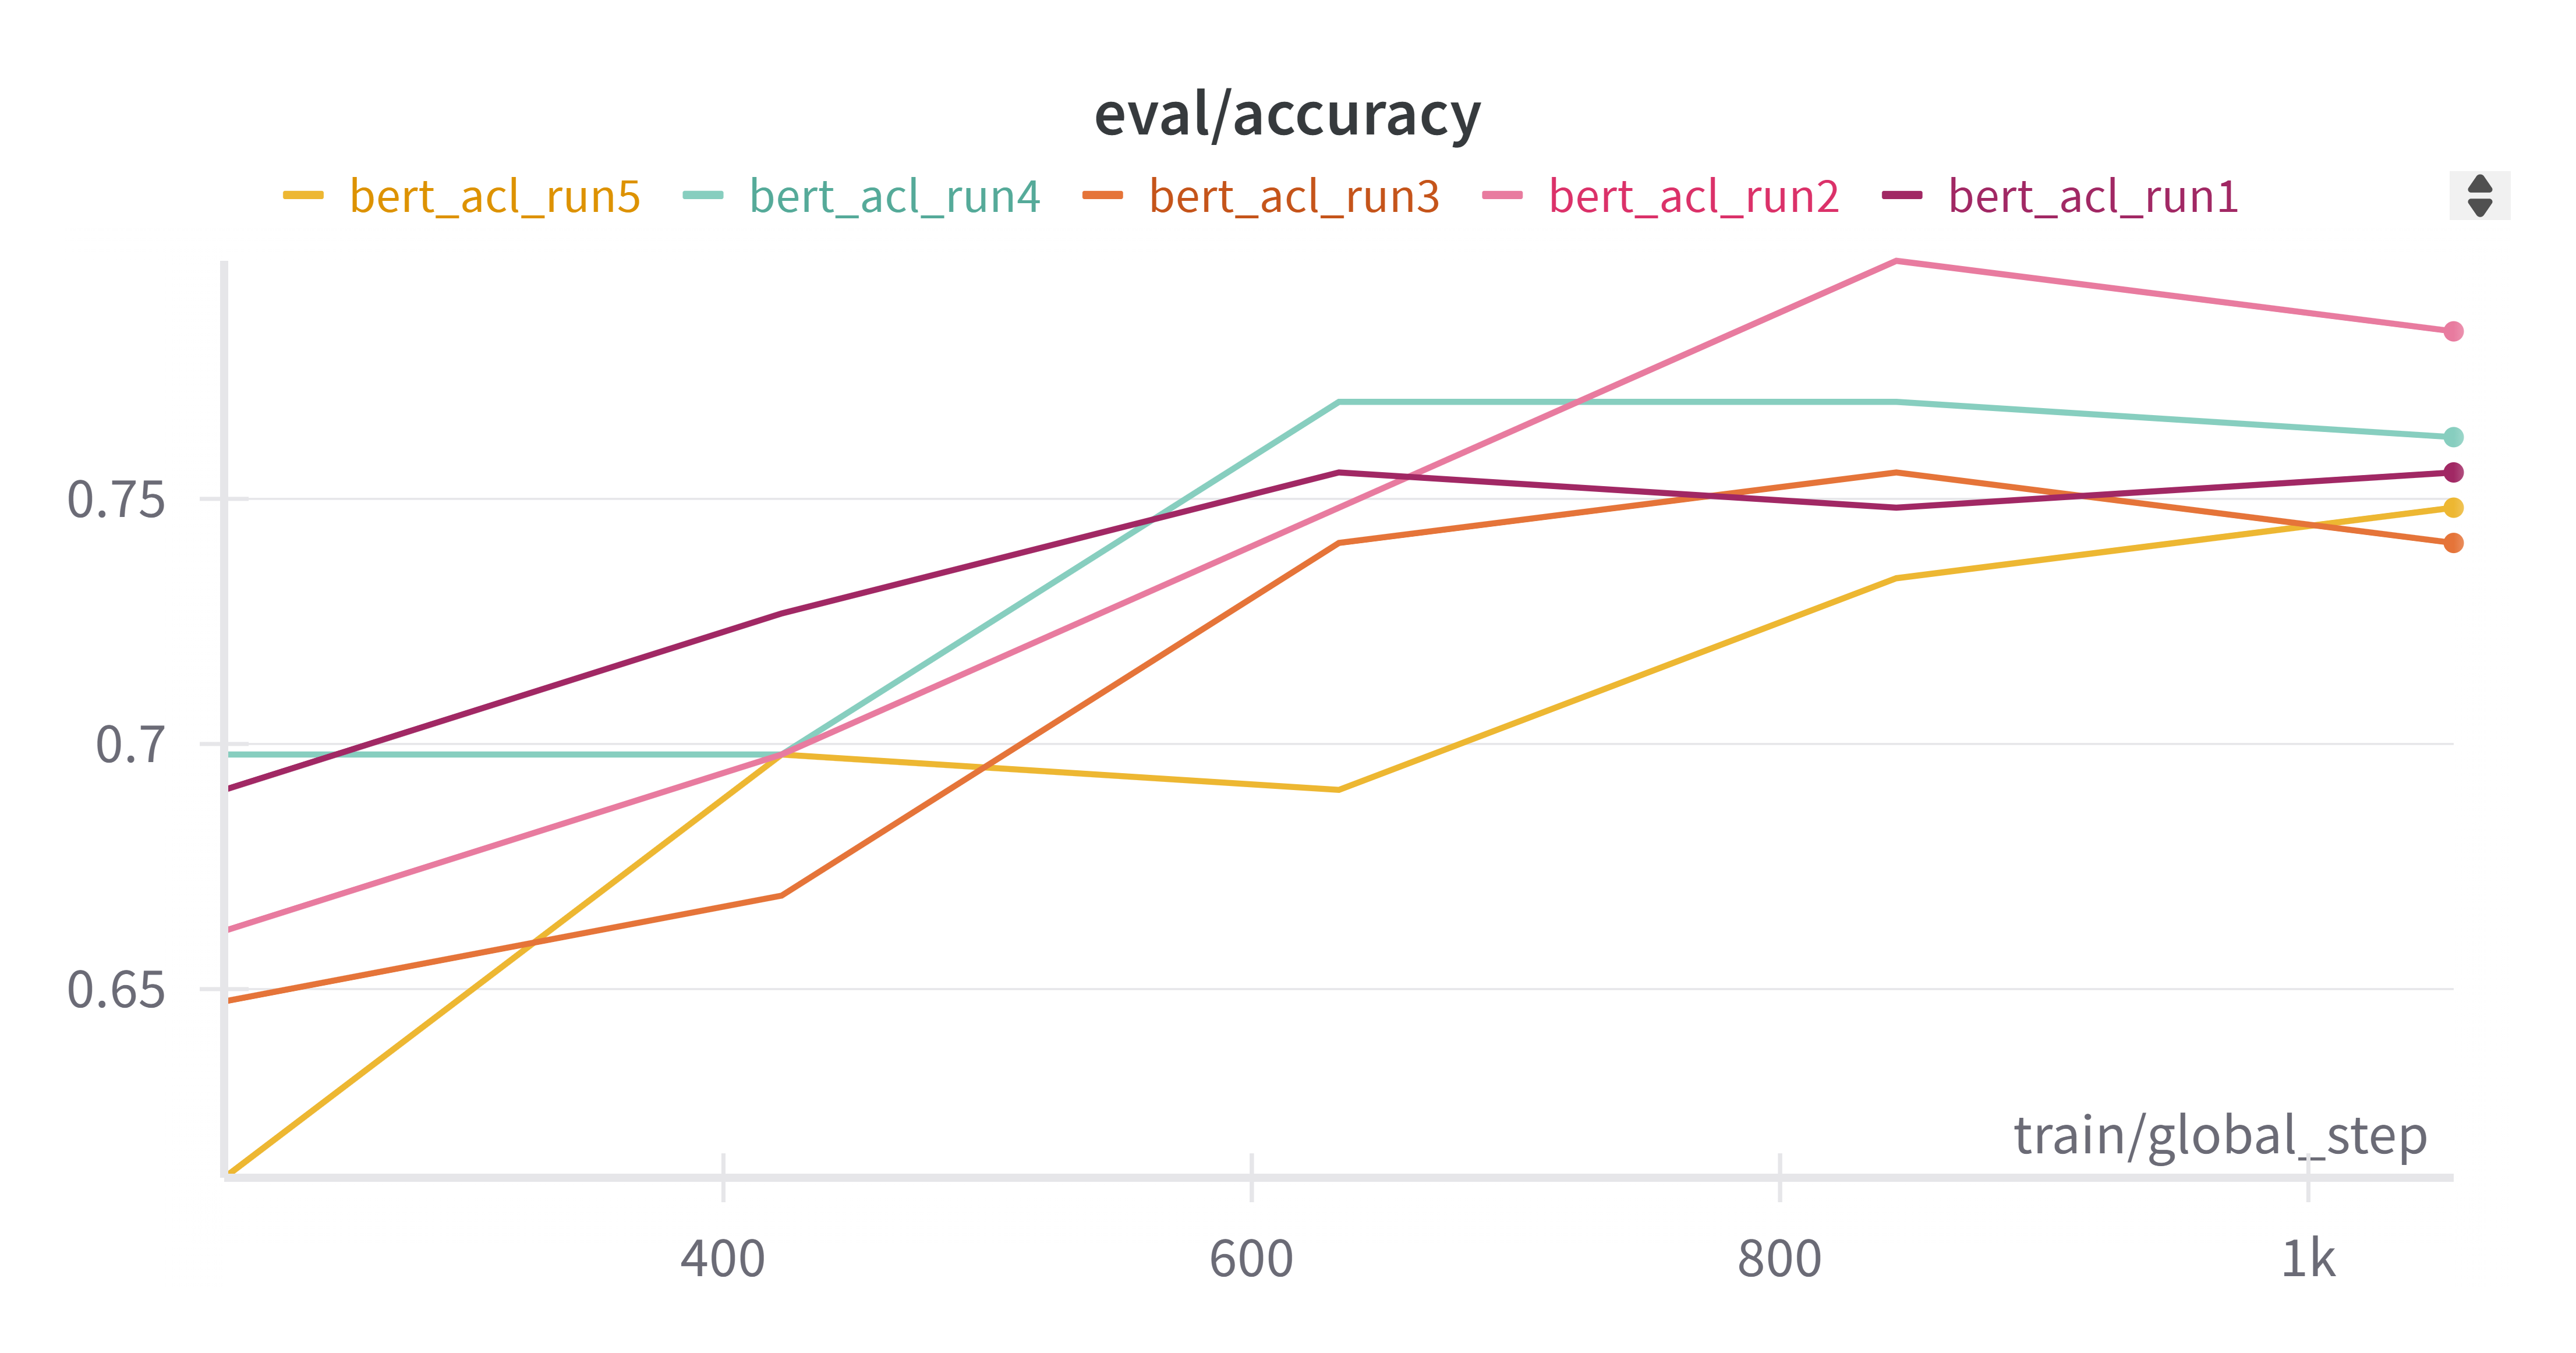 eval/accuracy
bert_acl_run5 bert_acl_run4 bert_acl_run3 bert_acl_run2 bert_acl_run1
0.75
0.7
0.65
train/global_step
400 600 800 1k